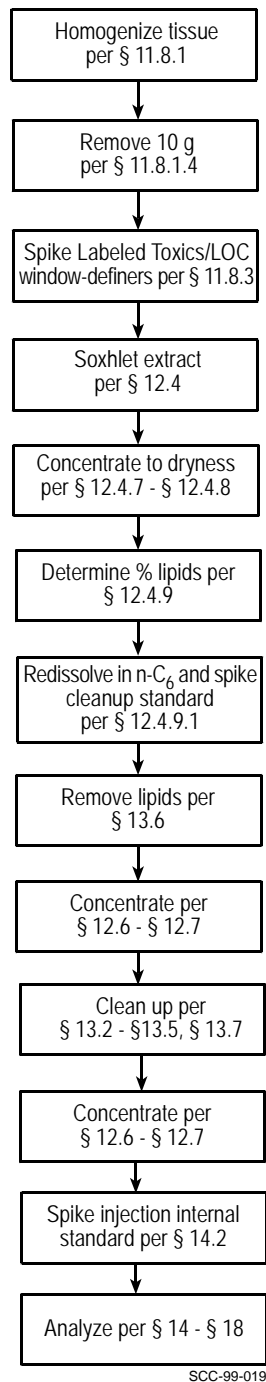 Homogenize tissue
per § 11.8.1
Remove 10 g
per § 11.8.1.4
Spike Labeled Toxics/LOC
window-definers per § 11.8.3
Soxhlet extract
per § 12.4
Concentrate to dryness
per § 12.4.7 - § 12.4.8
Determine % lipids per
§ 12.4.9
Redissolve in n-C₆ and spike
cleanup standard
per § 12.4.9.1
Remove lipids per
§ 13.6
Concentrate per
§ 12.6 - § 12.7
Clean up per
§ 13.2 - §13.5, § 13.7
Concentrate per
§ 12.6 - § 12.7
Spike injection internal
standard per § 14.2
Analyze per § 14 - § 18
SCC-99-019